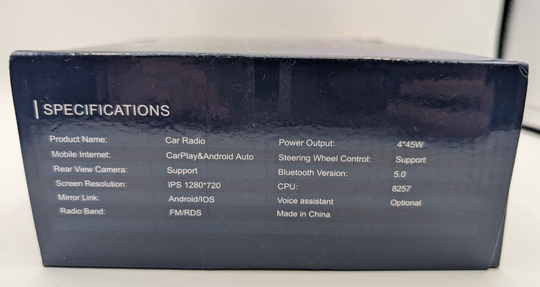 SPECIFICATIONS
Product Name: Car Radio
Mobile Internet: CarPlay&Android Auto
Rear View Camera: Support
Screen Resolution: IPS 1280*720
Mirror Link: Android/IOS
Radio Band: FM/RDS
Power Output: 4*45W
Steering Wheel Control: Support
Bluetooth Version: 5.0
CPU: 8257
Voice assistant Optional
Made in China